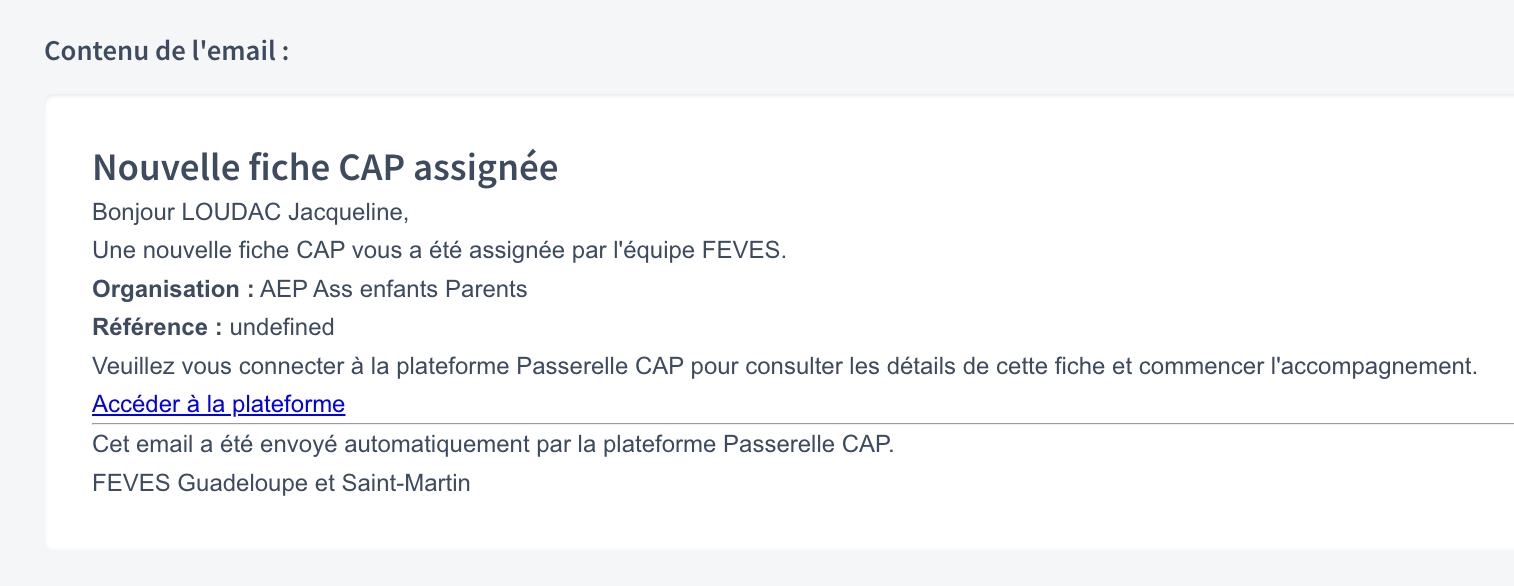 Contenu de l'email :
Nouvelle fiche CAP assignée
Bonjour LOUDAC Jacqueline,
Une nouvelle fiche CAP vous a été assignée par l'équipe FEVES.
Organisation : AEP Ass enfants Parents
Référence : undefined
Veuillez vous connecter à la plateforme Passerelle CAP pour consulter les détails de cette fiche et commencer l'accompagnement.
Accéder à la plateforme
Cet email a été envoyé automatiquement par la plateforme Passerelle CAP.
FEVES Guadeloupe et Saint-Martin